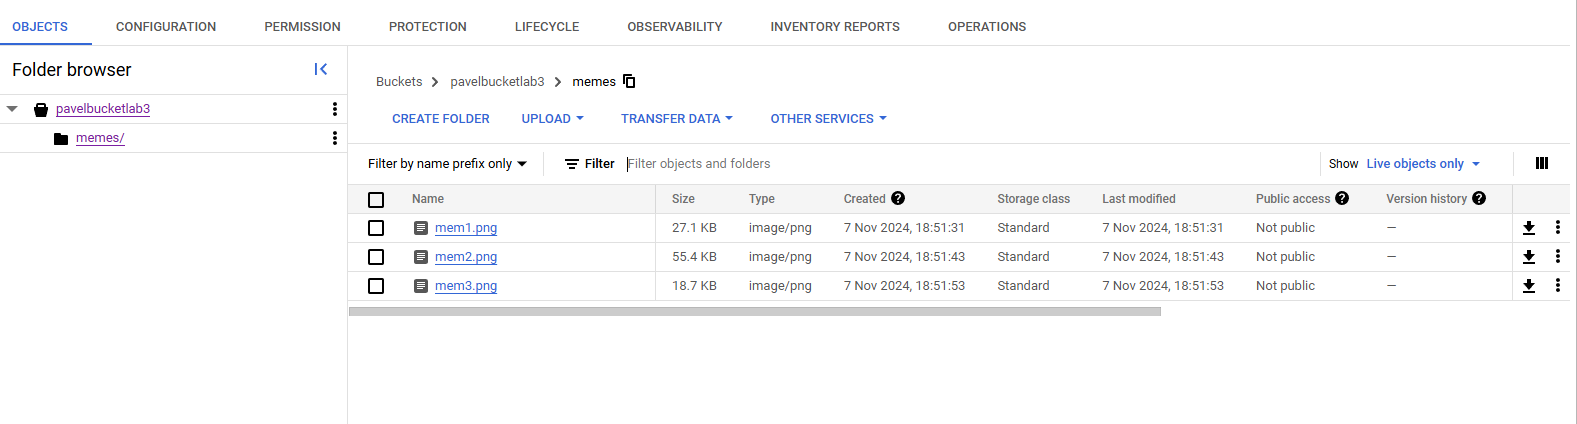 OBJECTS CONFIGURATION PERMISSION PROTECTION LIFECYCLE OBSERVABILITY INVENTORY REPORTS OPERATIONS
Folder browser
pavelbucketlab3
memes/
Buckets pavelbucketlab3 memes
CREATE FOLDER UPLOAD TRANSFER DATA OTHER SERVICES
Filter by name prefix only Filter Filter objects and folders Show Live objects only
Name Size Type Created ? Storage class Last modified Public access ? Version history ?
mem1.png 27.1 KB image/png 7 Nov 2024, 18:51:31 Standard 7 Nov 2024, 18:51:31 Not public —
mem2.png 55.4 KB image/png 7 Nov 2024, 18:51:43 Standard 7 Nov 2024, 18:51:43 Not public —
mem3.png 18.7 KB image/png 7 Nov 2024, 18:51:53 Standard 7 Nov 2024, 18:51:53 Not public —